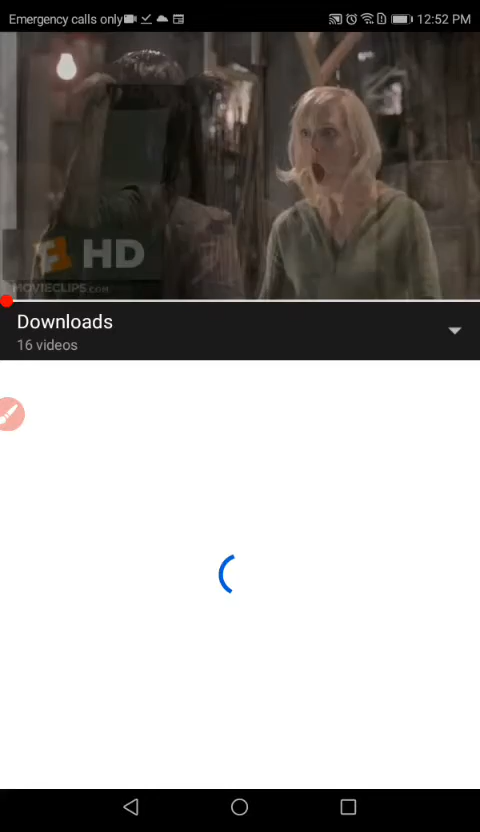 Emergency calls only
12:52 PM
HD
MOVIECLIPS.COM
Downloads
16 videos